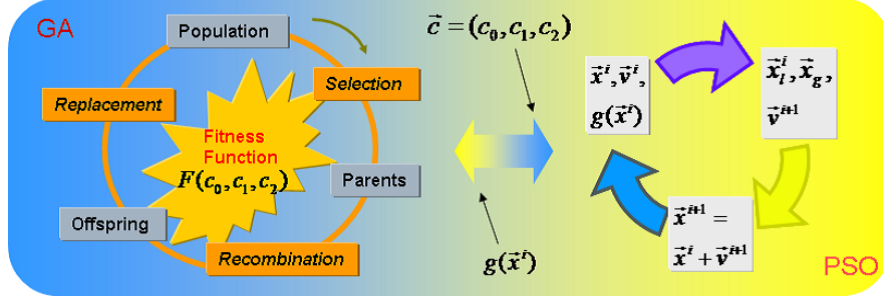 GA
Population
Selection
Replacement
Fitness
Function
F(c₀,c₁,c₂)
Parents
Offspring
Recombination
c⃗ = (c₀,c₁,c₂)
g(x⃗ⁱ)
x⃗ⁱ,v⃗ⁱ,
g(x⃗ⁱ)
x⃗ₗⁱ,x⃗g,
v⃗ⁱ⁺¹
x⃗ⁱ⁺¹ =
x⃗ⁱ + v⃗ⁱ⁺¹
PSO